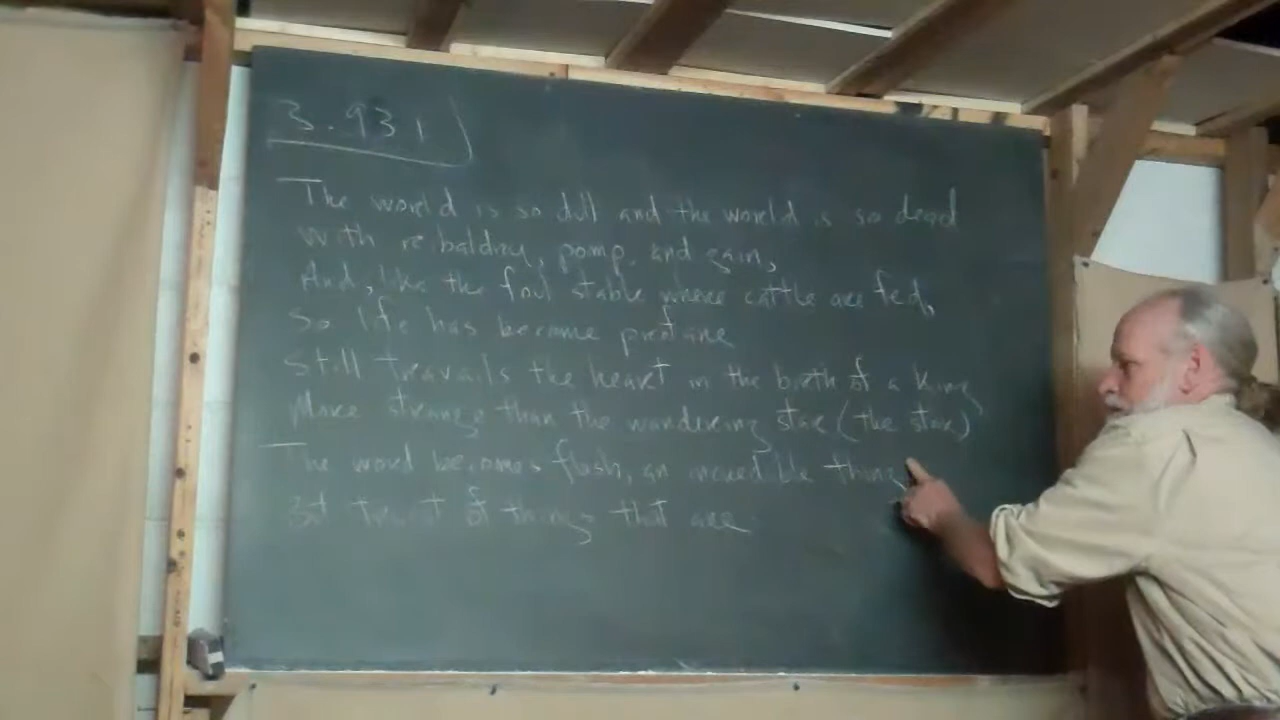 3.931
The world is so dull and the world is so dead
With ribaldry, pomp, and gain,
And, like the foul stable where cattle are fed,
So life has become profane
Still travails the heart in the birth of a King
More strange than the wandering star (the star)
The word becomes flesh, an incredible thing
But truest of things that are